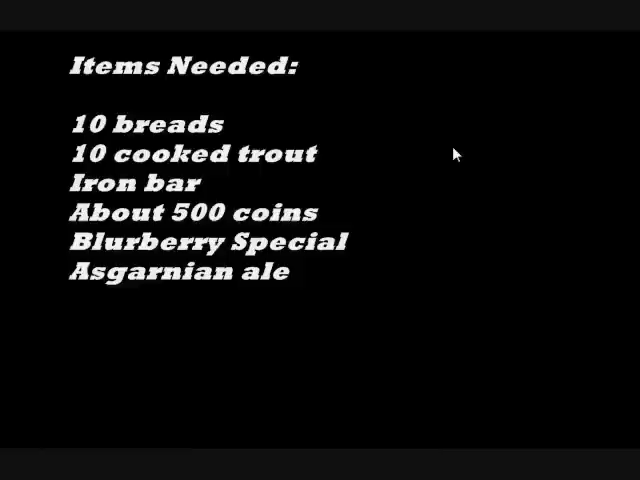 Items Needed:
10 breads
10 cooked trout
Iron bar
About 500 coins
Blurberry Special
Asgarnian ale